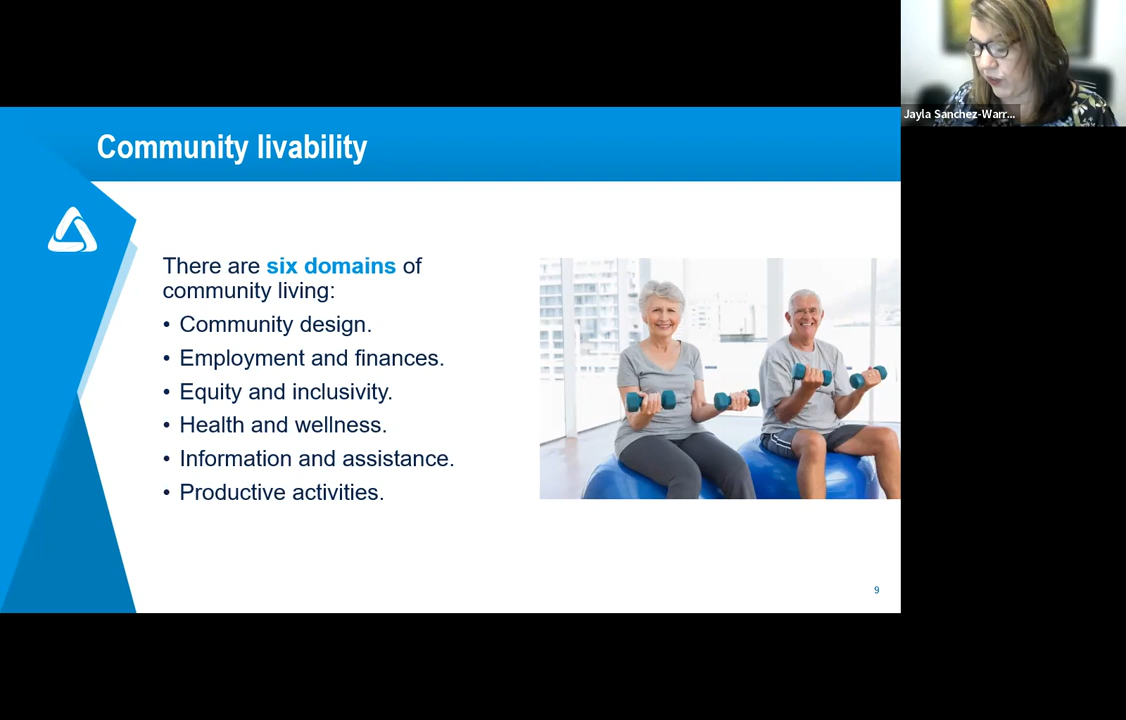 Jayla Sanchez-Warr...
Community livability
There are six domains of
community living:
• Community design.
• Employment and finances.
• Equity and inclusivity.
• Health and wellness.
• Information and assistance.
• Productive activities.
9